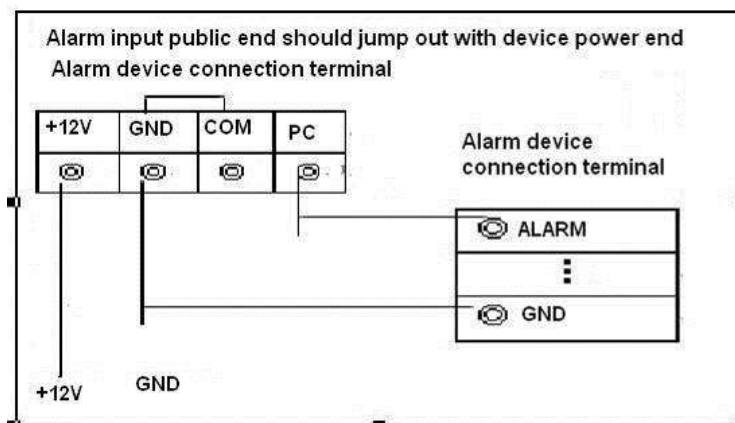 Alarm input public end should jump out with device power end
Alarm device connection terminal
+12V GND COM PC
Alarm device
connection terminal
ALARM
GND
+12V GND